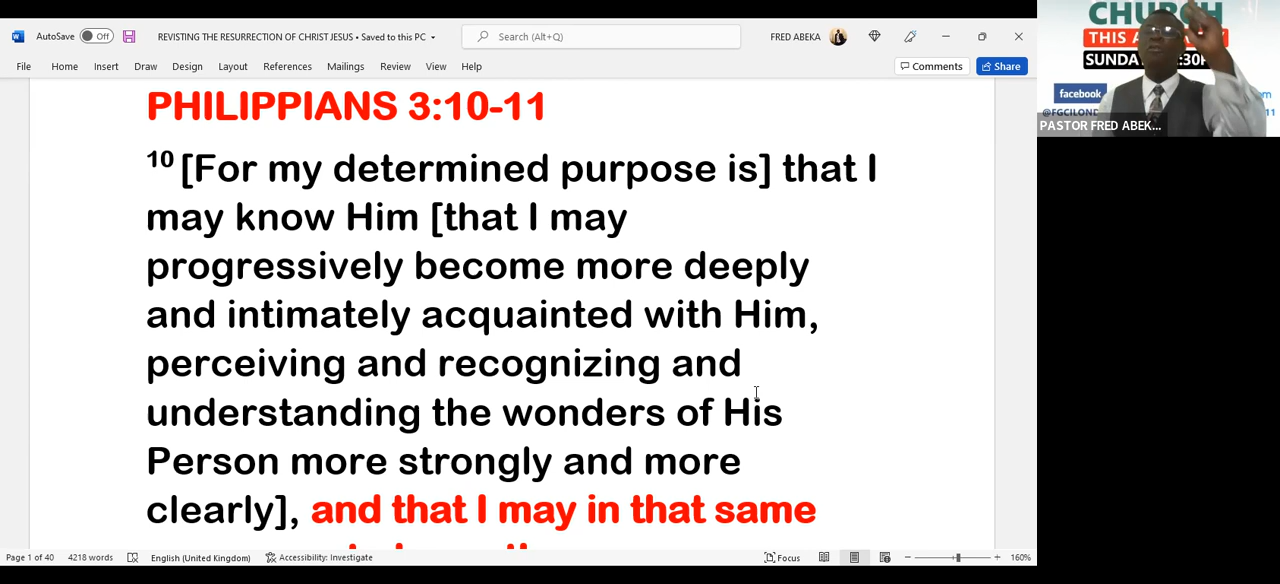 AutoSave Off REVISTING THE RESURRECTION OF CHRIST JESUS • Saved to this PC Search (Alt+Q) FRED ABEKA
File Home Insert Draw Design Layout References Mailings Review View Help Comments Share
PHILIPPIANS 3:10-11
10 [For my determined purpose is] that I
may know Him [that I may
progressively become more deeply
and intimately acquainted with Him,
perceiving and recognizing and
understanding the wonders of His
Person more strongly and more
clearly], and that I may in that same
Page 1 of 40 4218 words English (United Kingdom) Accessibility: Investigate Focus 160%
CHURCH
THIS
SUNDA
facebook
PASTOR FRED ABEK...